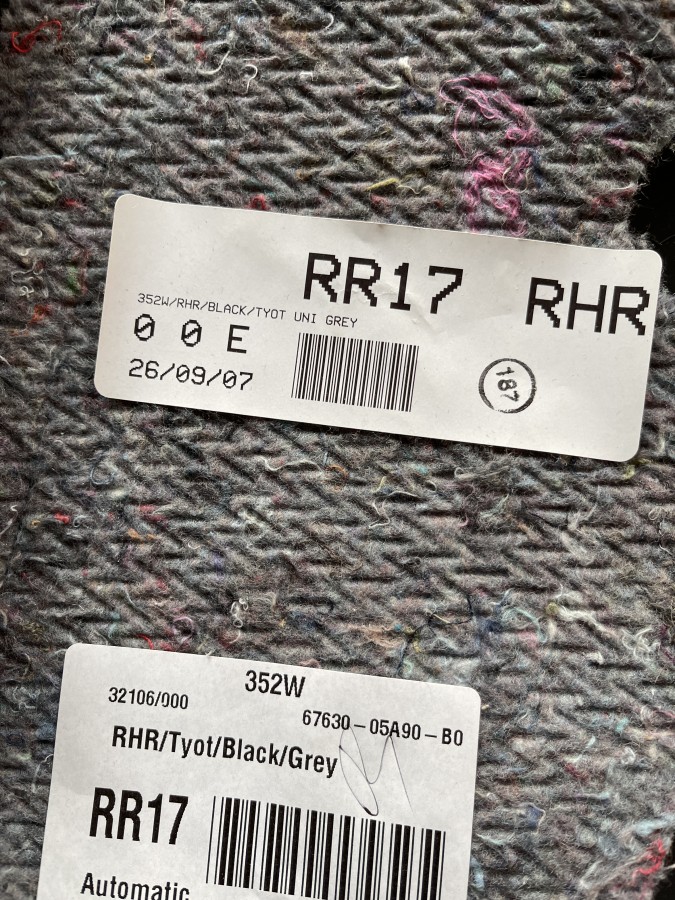 RR17 RHR
352W/RHR/BLACK/TYOT UNI GREY
0 0 E
26/09/07
187
352W
32106/000
67630-05A90-B0
RHR/Tyot/Black/Grey
RR17
Automatic